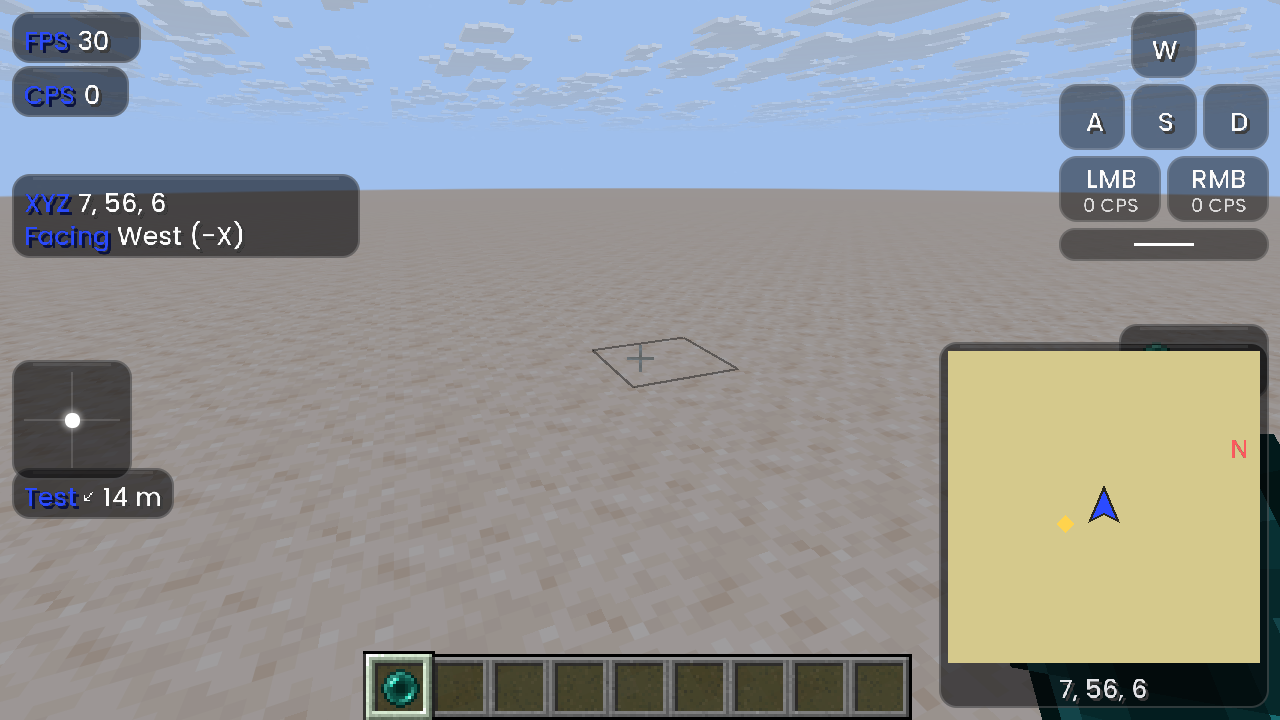 FPS 30
CPS 0
XYZ 7, 56, 6
Facing West (-X)
Test ↙ 14 m
W
A S D
LMB RMB
0 CPS 0 CPS
N
7, 56, 6